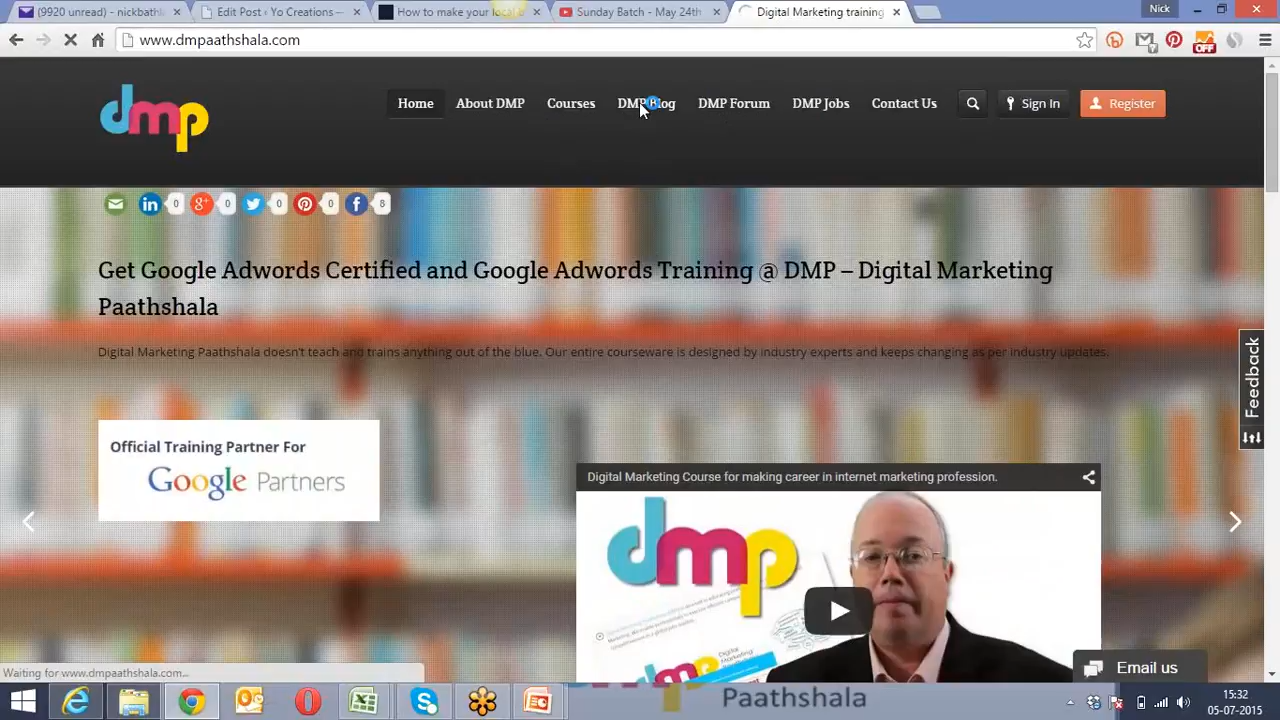 (9920 unread) - nickbathl
Edit Post ‹ Yo Creations —
How to make your local b
Sunday Batch - May 24th
Digital Marketing training
Nick
www.dmpaathshala.com
OFF
dmp
Home
About DMP
Courses
DMP Blog
DMP Forum
DMP Jobs
Contact Us
Sign In
Register
0
0
0
0
8
Get Google Adwords Certified and Google Adwords Training @ DMP – Digital Marketing
Paathshala
Digital Marketing Paathshala doesn't teach and trains anything out of the blue. Our entire courseware is designed by industry experts and keeps changing as per industry updates.
Feedback
Official Training Partner For
Google Partners
Digital Marketing Course for making career in internet marketing profession.
dmp
Digital
Marketing
Email us
Waiting for www.dmpaathshala.com...
Paathshala
15:32
05-07-2015